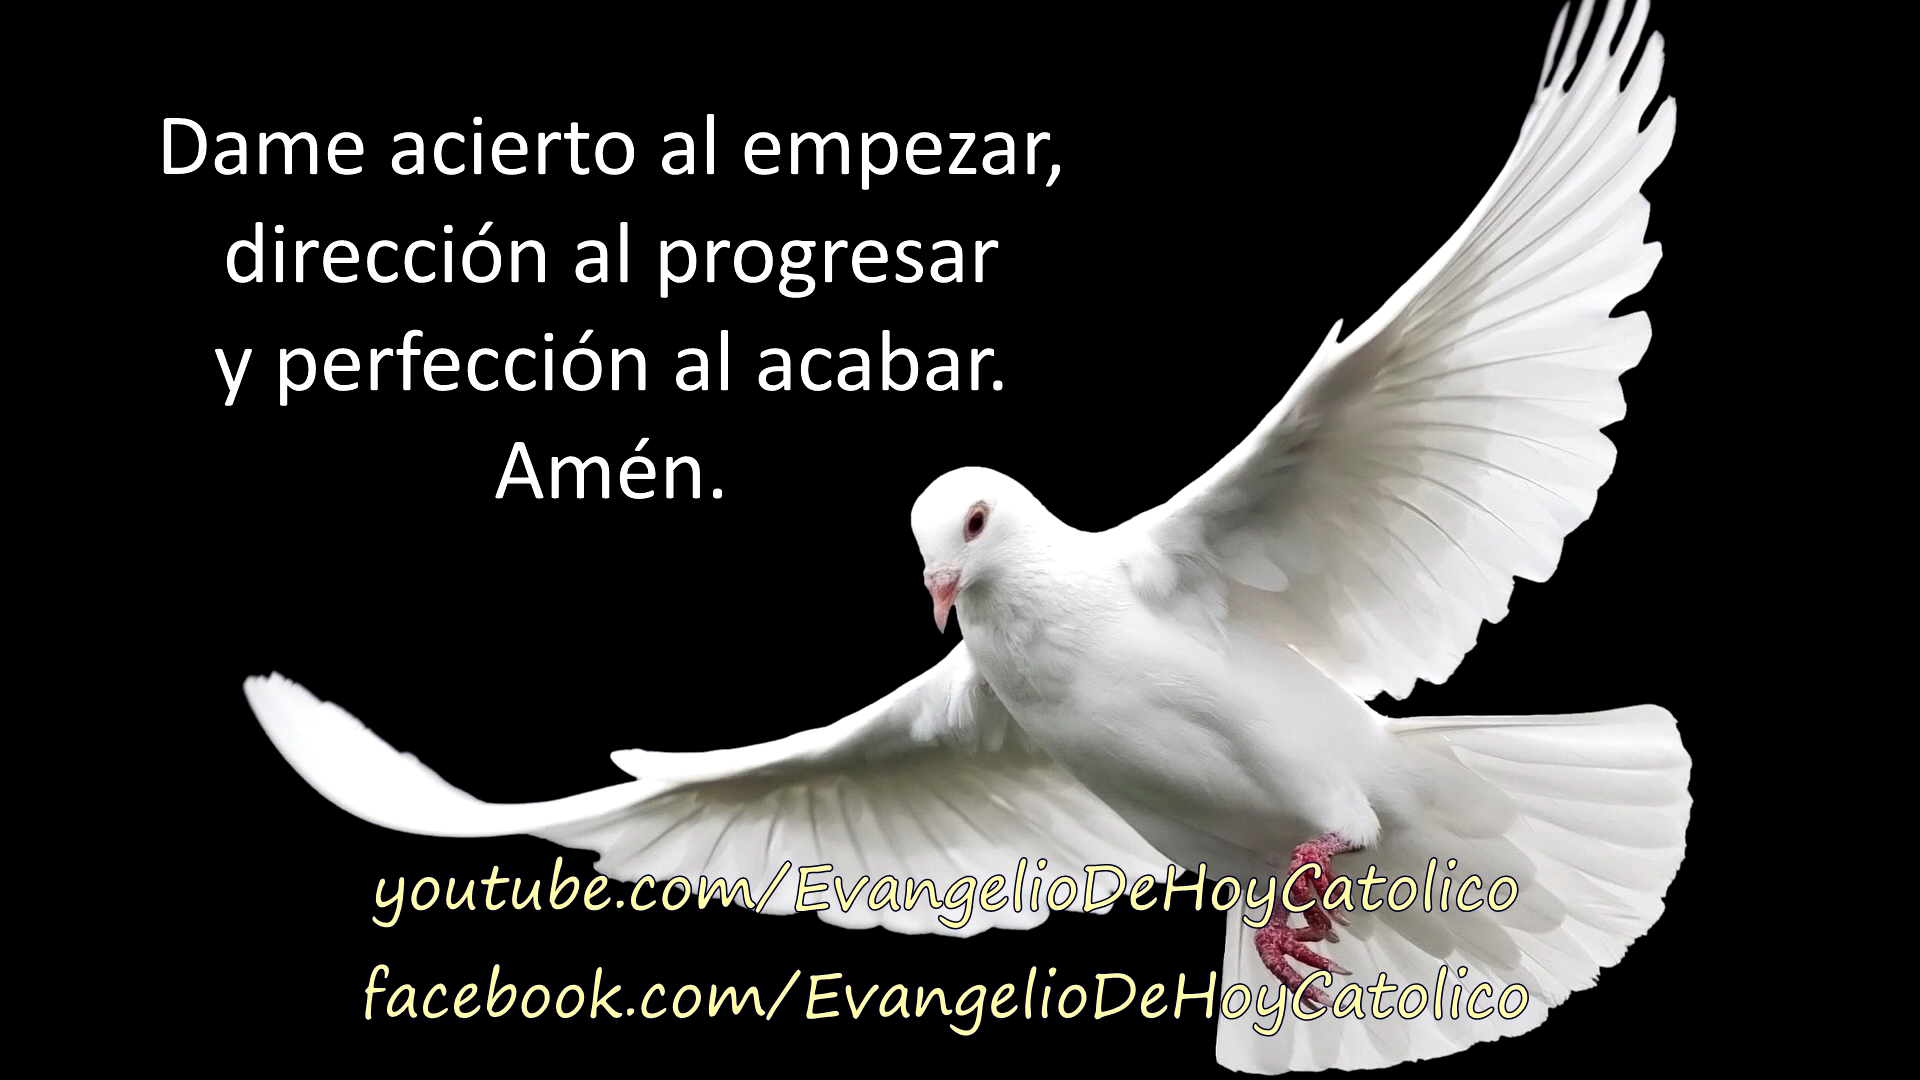 Dame acierto al empezar,
dirección al progresar
y perfección al acabar.
Amén.
youtube.com/EvangelioDeHoyCatolico
facebook.com/EvangelioDeHoyCatolico